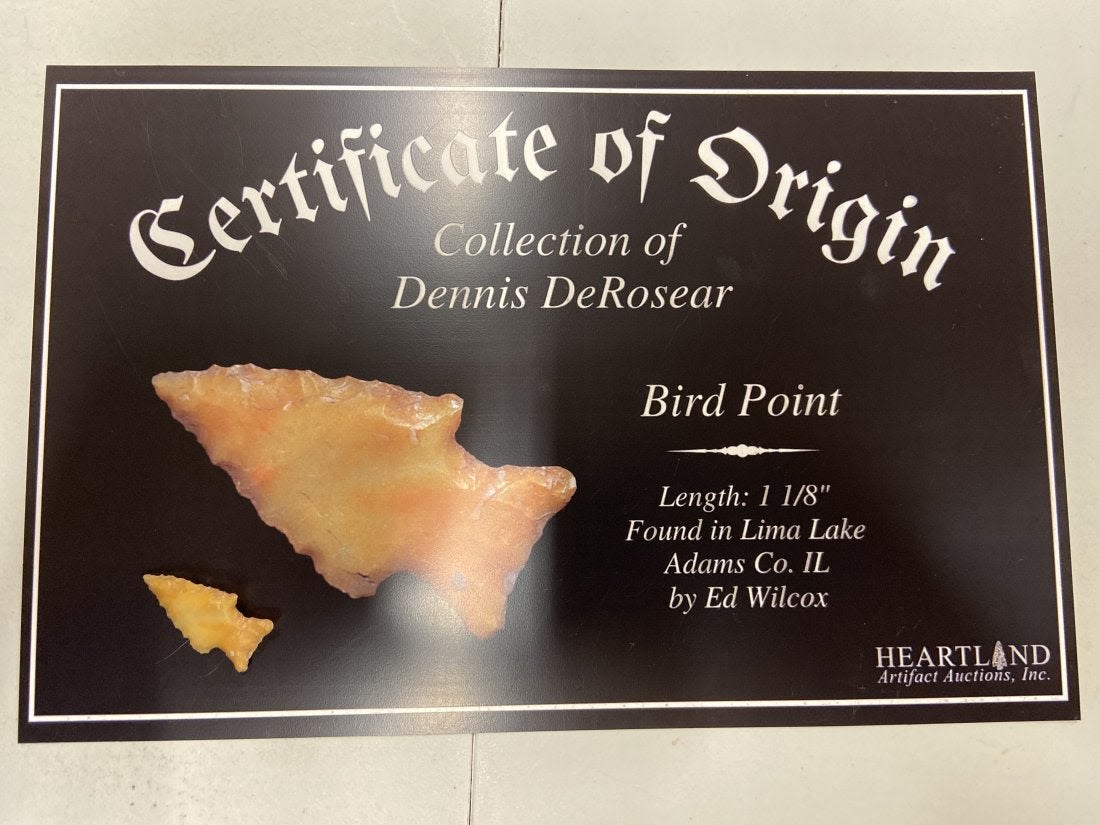 Certificate of Origin
Collection of
Dennis DeRosear
Bird Point
Length: 1 1/8"
Found in Lima Lake
Adams Co. IL
by Ed Wilcox
HEARTLAND
Artifact Auctions, Inc.